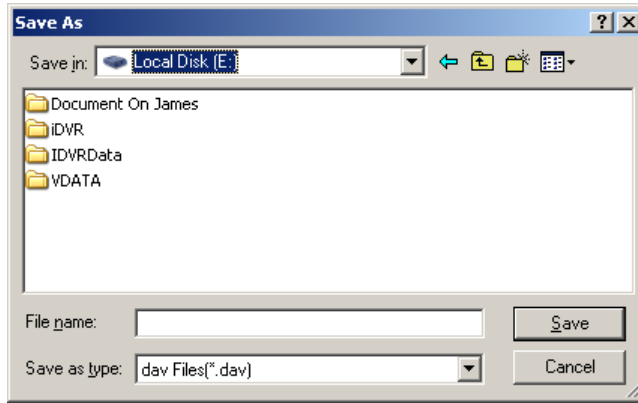 Save As
Save in: Local Disk (E:)
Document On James
iDVR
IDVRData
VDATA
File name:
Save
Save as type: dav Files(*.dav)
Cancel